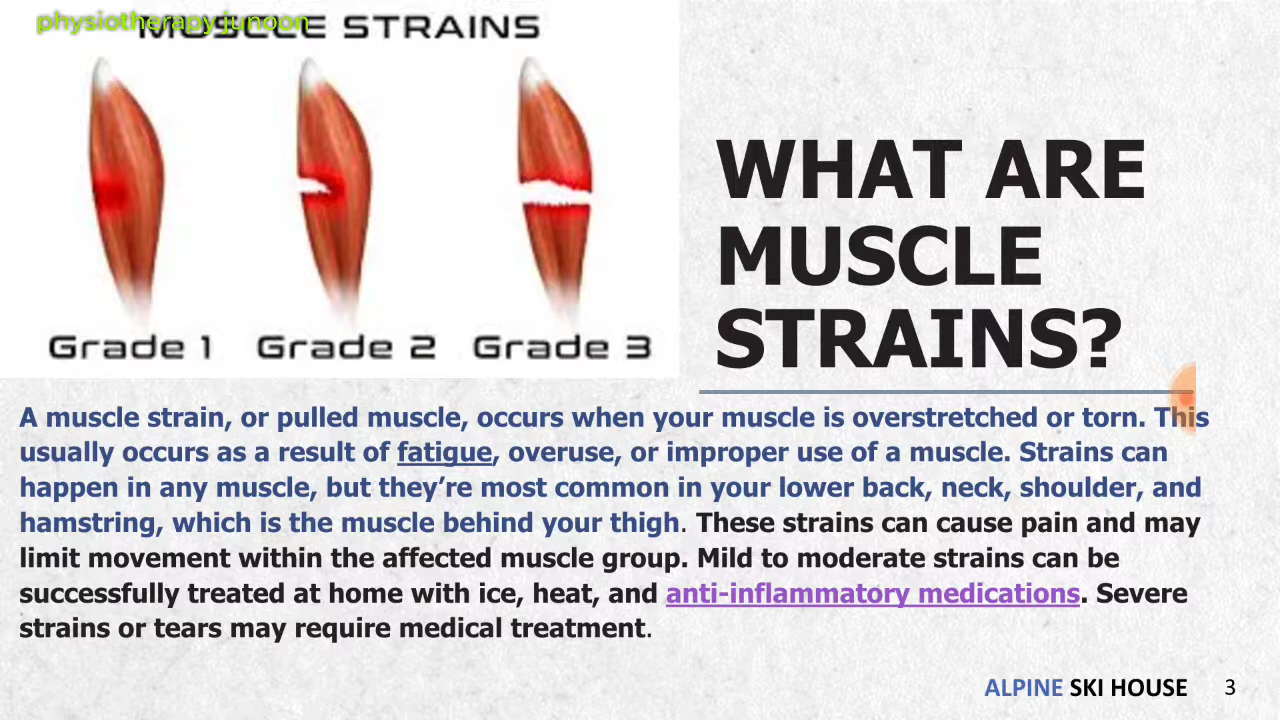 physiotherapy junoon
MUSCLE STRAINS
Grade 1 Grade 2 Grade 3
WHAT ARE
MUSCLE
STRAINS?
A muscle strain, or pulled muscle, occurs when your muscle is overstretched or torn. This
usually occurs as a result of fatigue, overuse, or improper use of a muscle. Strains can
happen in any muscle, but they’re most common in your lower back, neck, shoulder, and
hamstring, which is the muscle behind your thigh. These strains can cause pain and may
limit movement within the affected muscle group. Mild to moderate strains can be
successfully treated at home with ice, heat, and anti-inflammatory medications. Severe
strains or tears may require medical treatment.
ALPINE SKI HOUSE 3